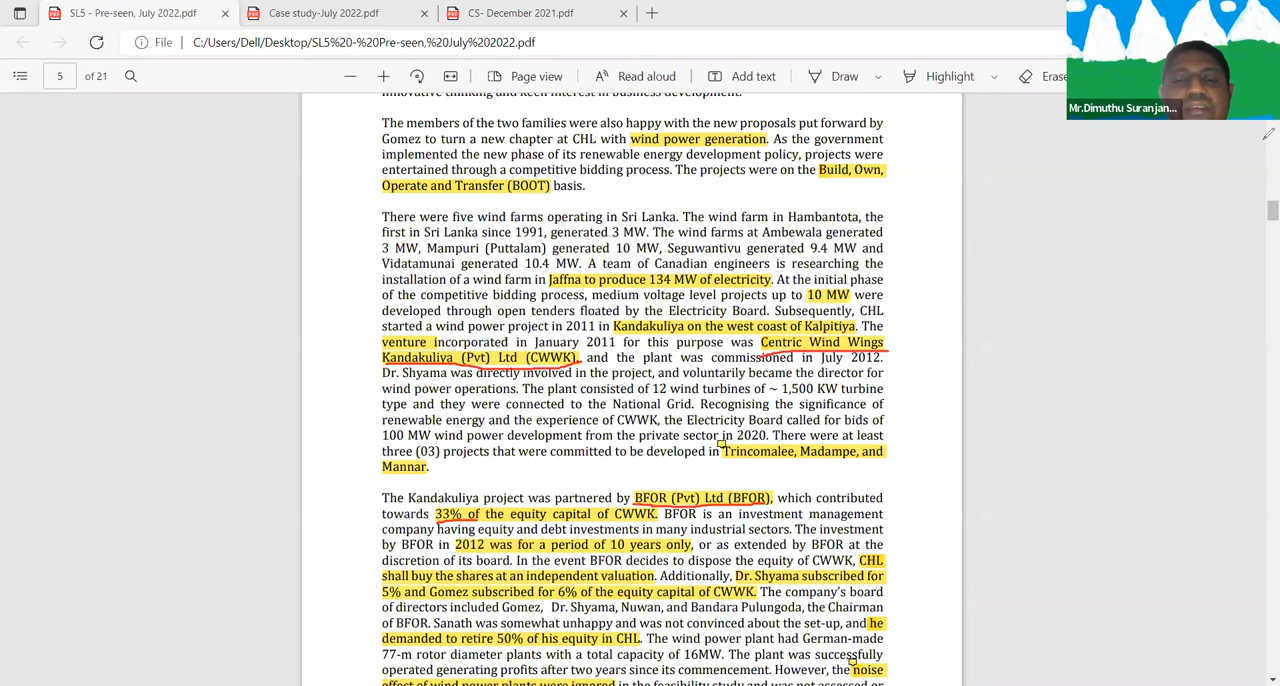 SL5 - Pre-seen, July 2022.pdf
Case study-July 2022.pdf
CS- December 2021.pdf
File
C:/Users/Dell/Desktop/SL5%20-%20Pre-seen,%20July%202022.pdf
5
of 21
Page view
Read aloud
Add text
Draw
Highlight
Erase
Mr.Dimuthu Suranjan...
innovative thinking and keen interest in business development.
The members of the two families were also happy with the new proposals put forward by
Gomez to turn a new chapter at CHL with wind power generation. As the government
implemented the new phase of its renewable energy development policy, projects were
entertained through a competitive bidding process. The projects were on the Build, Own,
Operate and Transfer (BOOT) basis.
There were five wind farms operating in Sri Lanka. The wind farm in Hambantota, the
first in Sri Lanka since 1991, generated 3 MW. The wind farms at Ambewala generated
3 MW, Mampuri (Puttalam) generated 10 MW, Seguwantivu generated 9.4 MW and
Vidatamunai generated 10.4 MW. A team of Canadian engineers is researching the
installation of a wind farm in Jaffna to produce 134 MW of electricity. At the initial phase
of the competitive bidding process, medium voltage level projects up to 10 MW were
developed through open tenders floated by the Electricity Board. Subsequently, CHL
started a wind power project in 2011 in Kandakuliya on the west coast of Kalpitiya. The
venture incorporated in January 2011 for this purpose was Centric Wind Wings
Kandakuliya (Pvt) Ltd (CWWK), and the plant was commissioned in July 2012.
Dr. Shyama was directly involved in the project, and voluntarily became the director for
wind power operations. The plant consisted of 12 wind turbines of ~ 1,500 KW turbine
type and they were connected to the National Grid. Recognising the significance of
renewable energy and the experience of CWWK, the Electricity Board called for bids of
100 MW wind power development from the private sector in 2020. There were at least
three (03) projects that were committed to be developed in Trincomalee, Madampe, and
Mannar.
The Kandakuliya project was partnered by BFOR (Pvt) Ltd (BFOR), which contributed
towards 33% of the equity capital of CWWK. BFOR is an investment management
company having equity and debt investments in many industrial sectors. The investment
by BFOR in 2012 was for a period of 10 years only, or as extended by BFOR at the
discretion of its board. In the event BFOR decides to dispose the equity of CWWK, CHL
shall buy the shares at an independent valuation. Additionally, Dr. Shyama subscribed for
5% and Gomez subscribed for 6% of the equity capital of CWWK. The company's board
of directors included Gomez, Dr. Shyama, Nuwan, and Bandara Pulungoda, the Chairman
of BFOR. Sanath was somewhat unhappy and was not convinced about the set-up, and he
demanded to retire 50% of his equity in CHL. The wind power plant had German-made
77-m rotor diameter plants with a total capacity of 16MW. The plant was successfully
operated generating profits after two years since its commencement. However, the noise
effect of wind power plants were ignored in the feasibility study and was not assessed or